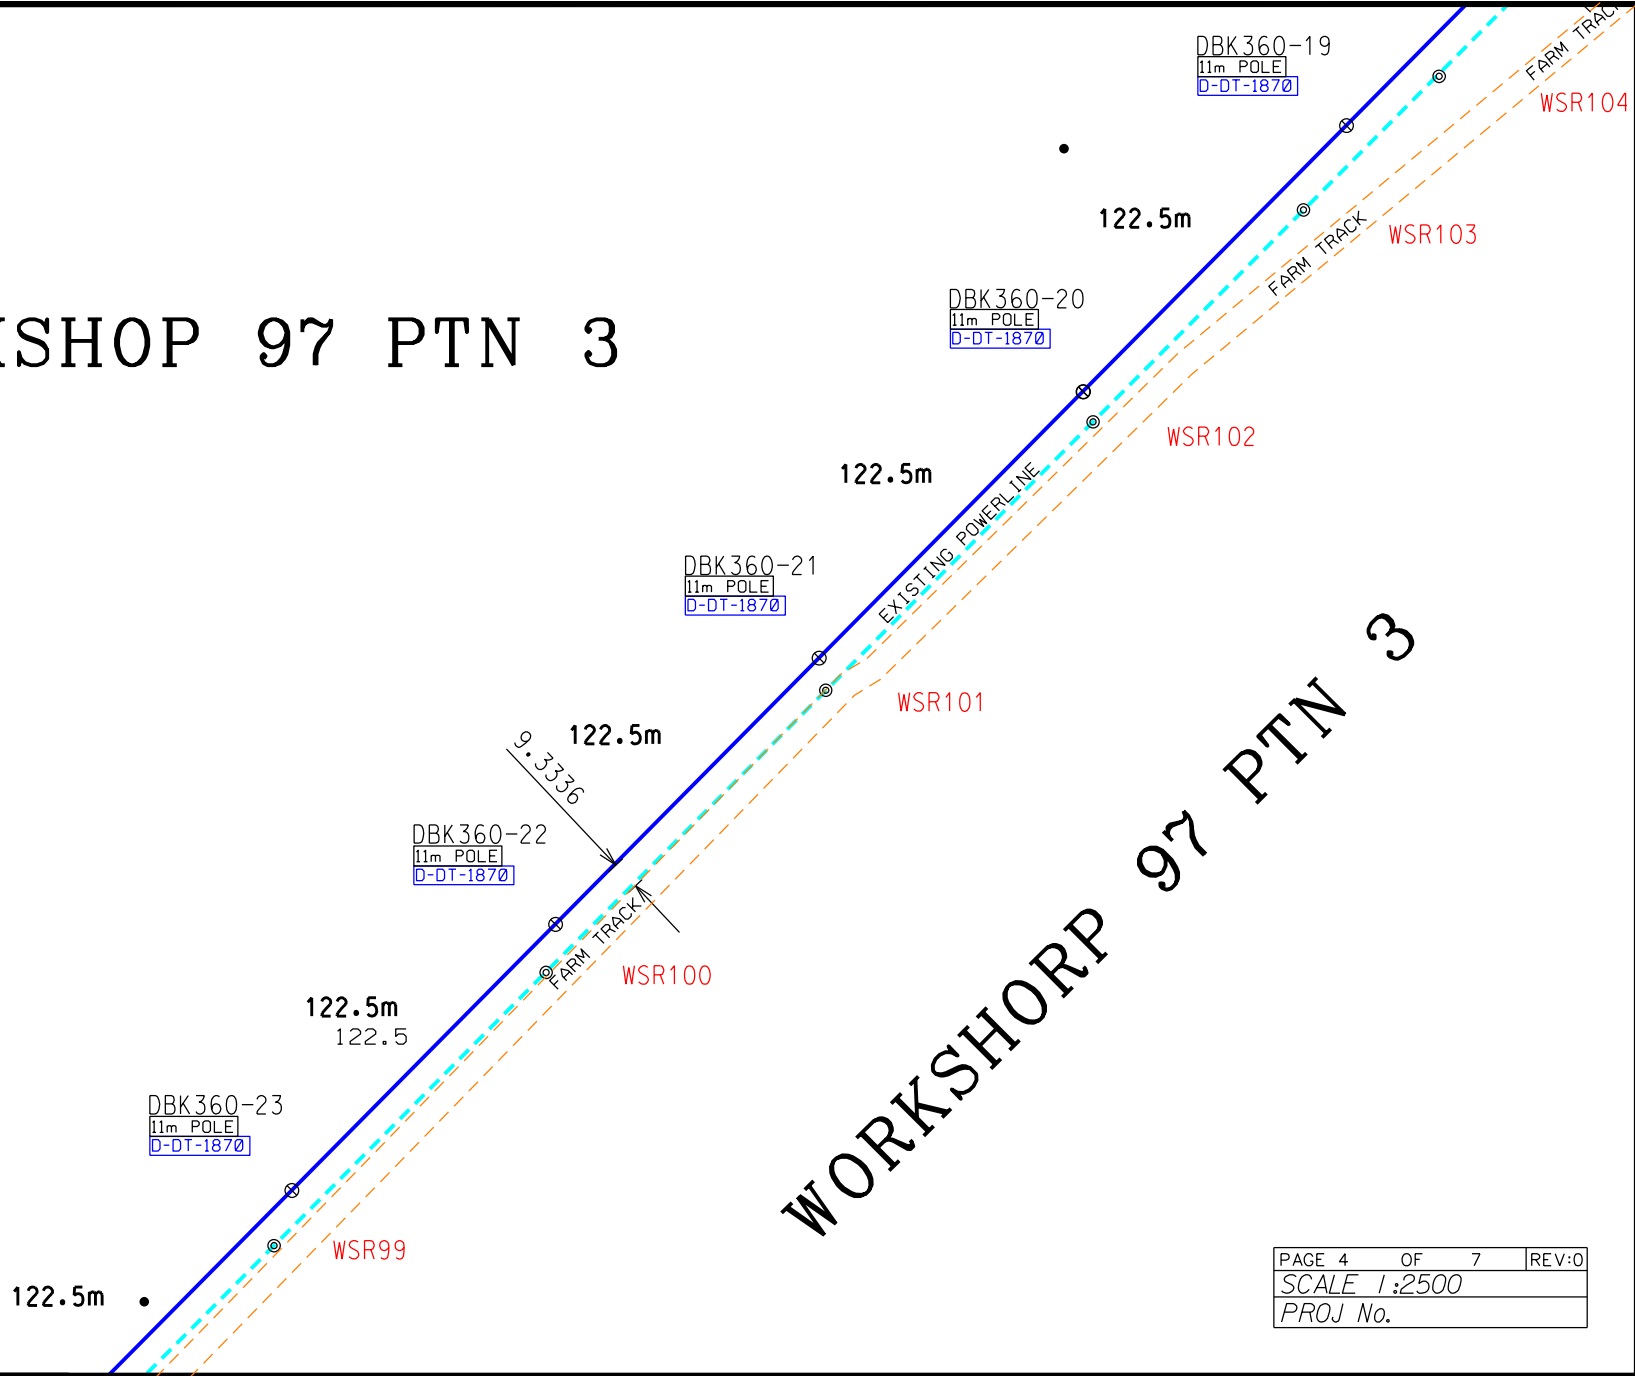 FARM TRACK
DBK360-19
11m POLE
D-DT-1870
WSR104
122.5m
FARM TRACK
WSR103
DBK360-20
11m POLE
D-DT-1870
KSHOP 97 PTN 3
WSR102
122.5m
EXISTING POWERLINE
DBK360-21
11m POLE
D-DT-1870
WSR101
122.5m
9.3336
DBK360-22
11m POLE
D-DT-1870
FARM TRACK
WSR100
122.5m
122.5
WORKSHORP 97 PTN 3
DBK360-23
11m POLE
D-DT-1870
WSR99
122.5m
PAGE 4 OF 7 REV:0
SCALE 1:2500
PROJ No.